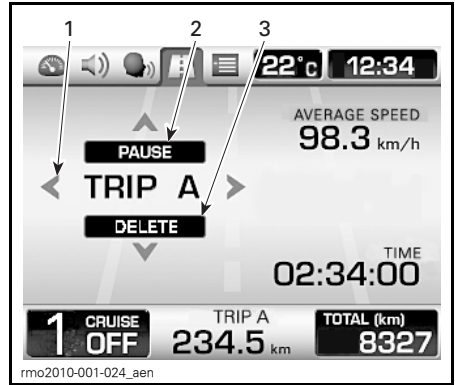 1 2 3
22°c 12:34
AVERAGE SPEED
98.3 km/h
PAUSE
TRIP A
DELETE
TIME
02:34:00
1 CRUISE OFF
TRIP A
234.5 km
TOTAL (km)
8327
rmo2010-001-024_aen